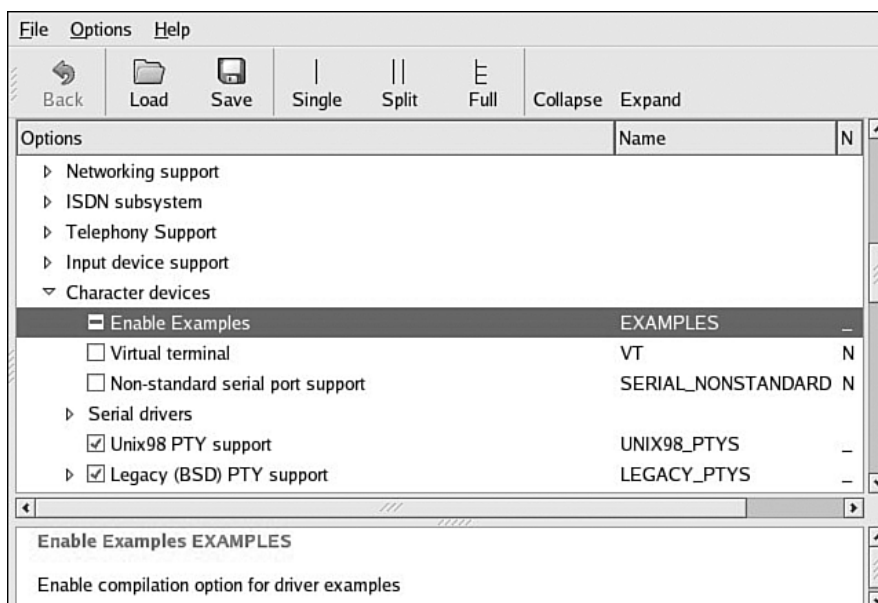 File Options Help
Back Load Save Single Split Full Collapse Expand
Options Name N
Networking support
ISDN subsystem
Telephony Support
Input device support
Character devices
Enable Examples EXAMPLES _
Virtual terminal VT N
Non-standard serial port support SERIAL_NONSTANDARD N
Serial drivers
Unix98 PTY support UNIX98_PTYS _
Legacy (BSD) PTY support LEGACY_PTYS _
Enable Examples EXAMPLES
Enable compilation option for driver examples